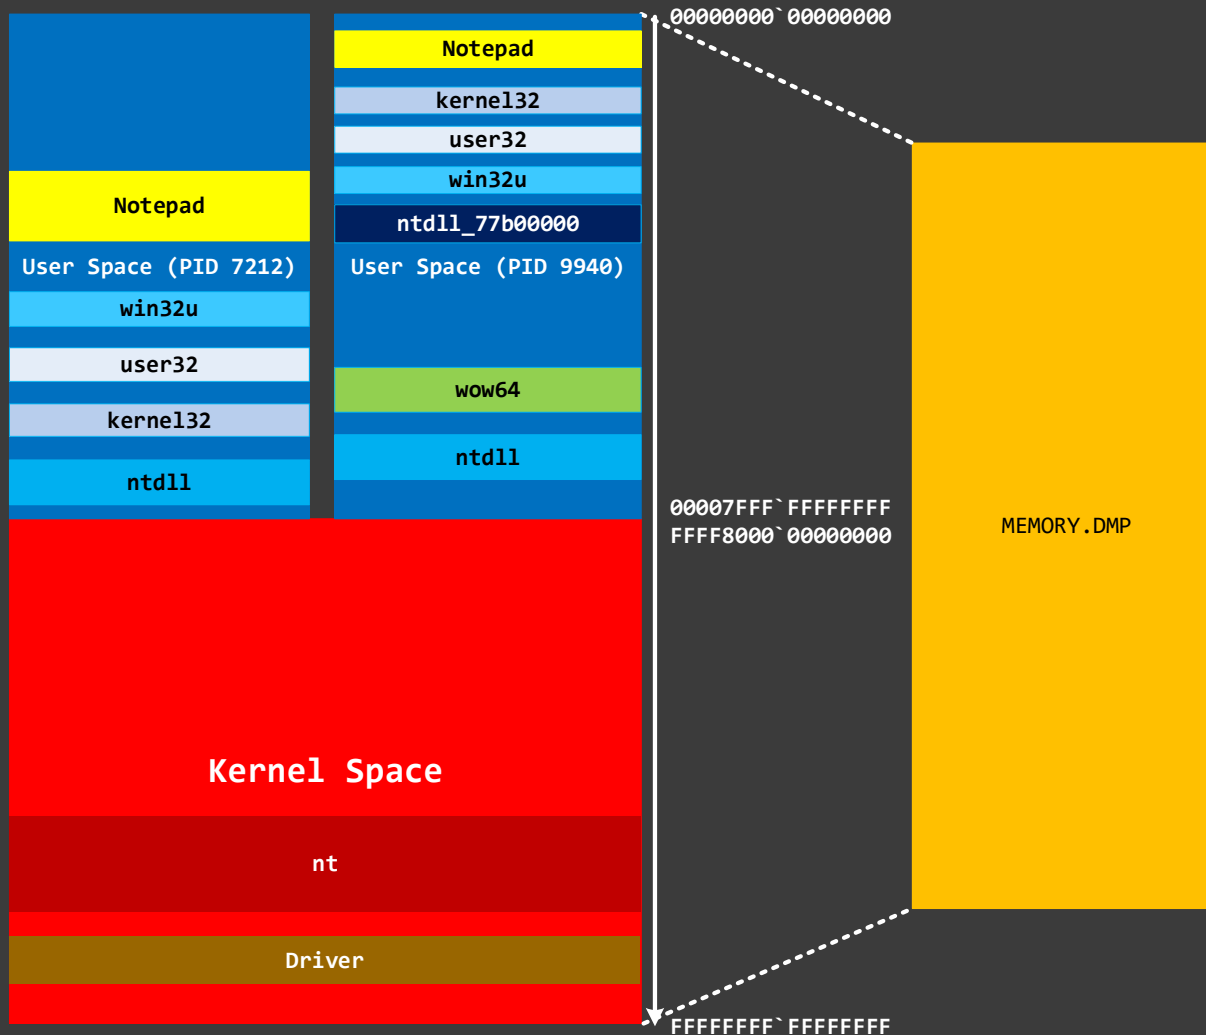 Notepad
User Space (PID 7212)
win32u
user32
kernel32
ntdll
Notepad
kernel32
user32
win32u
ntdll_77b00000
User Space (PID 9940)
wow64
ntdll
Kernel Space
nt
Driver
00000000`00000000
00007FFF`FFFFFFFF
FFFF8000`00000000
FFFFFFFF`FFFFFFFF
MEMORY.DMP